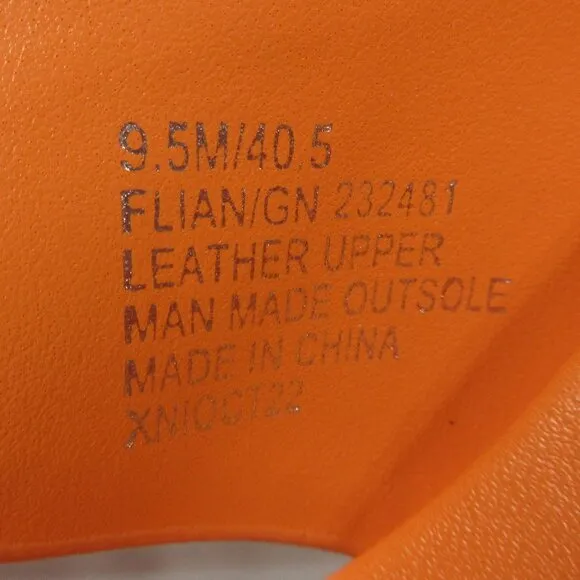 9.5M/40.5
FLIAN/GN 232481
LEATHER UPPER
MAN MADE OUTSOLE
MADE IN CHINA
XNIOCT22